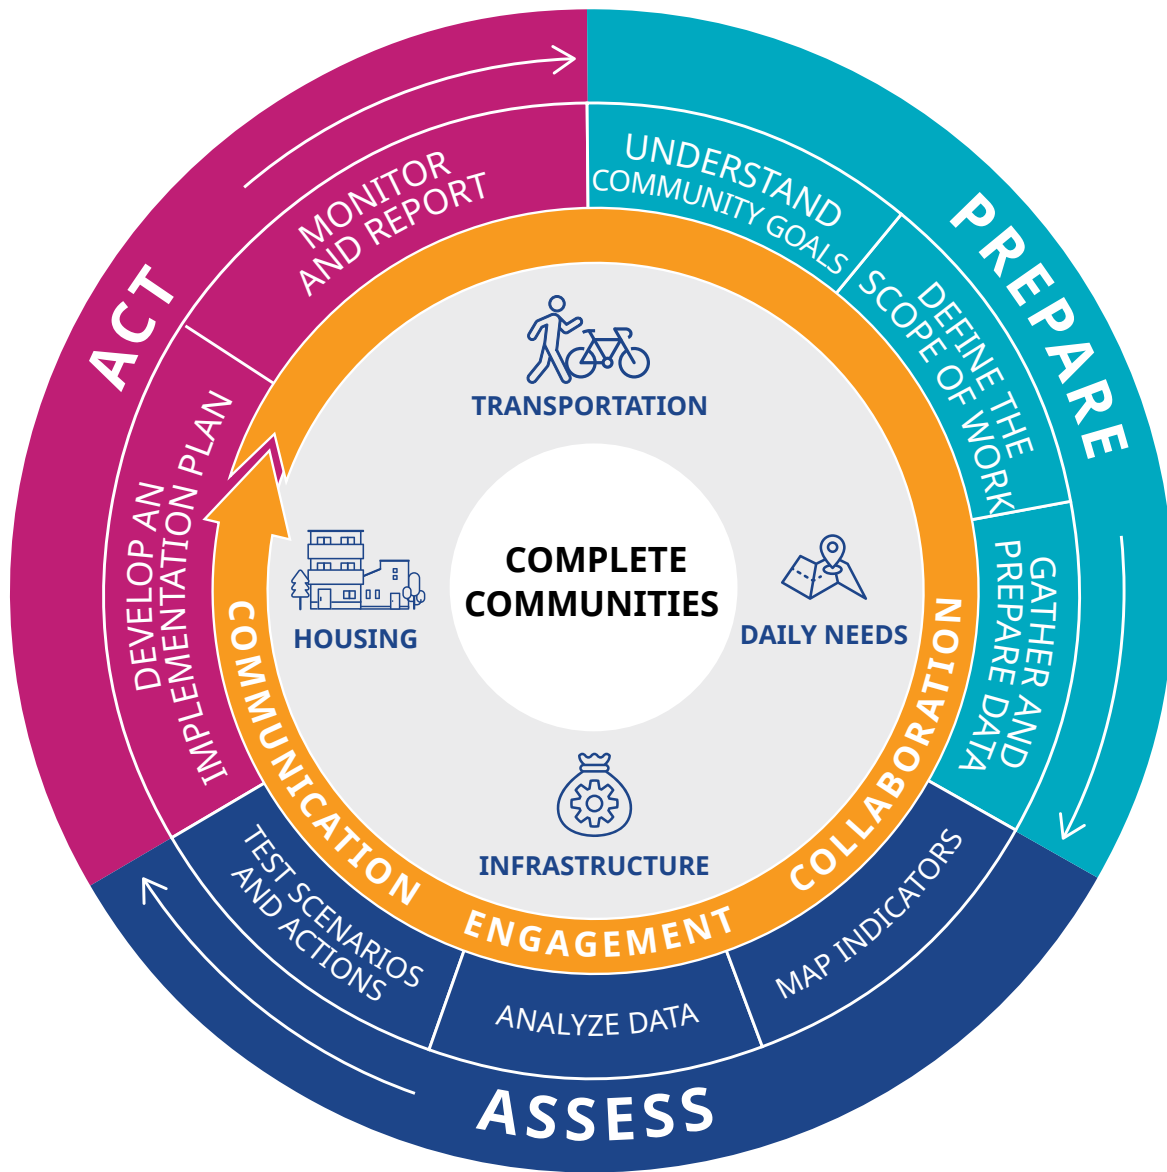 PREPARE
UNDERSTAND
COMMUNITY GOALS
DEFINE THE
SCOPE OF WORK
GATHER AND
PREPARE DATA
ASSESS
MAP INDICATORS
ANALYZE DATA
TEST SCENARIOS
AND ACTIONS
ACT
DEVELOP AN
IMPLEMENTATION PLAN
MONITOR
AND REPORT
COMMUNICATION
ENGAGEMENT
COLLABORATION
TRANSPORTATION
HOUSING
DAILY NEEDS
INFRASTRUCTURE
COMPLETE
COMMUNITIES